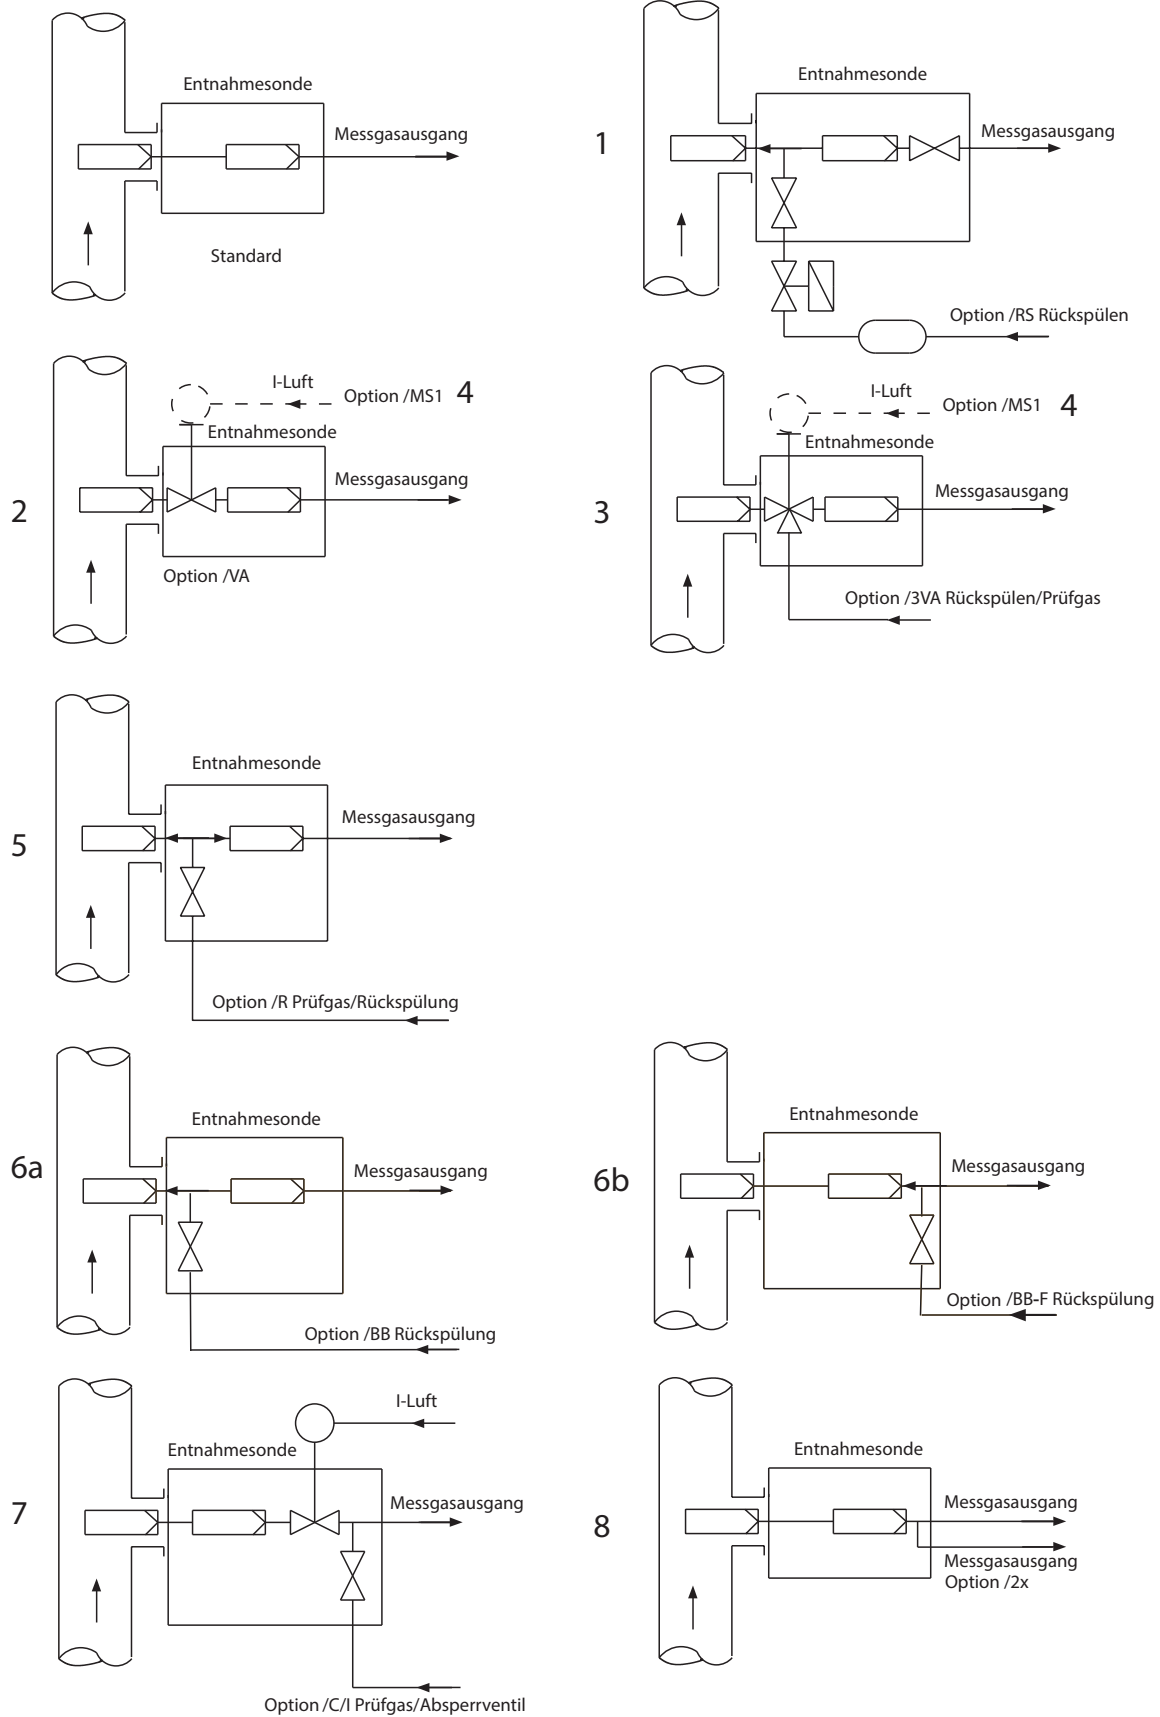 Entnahmesonde
Messgasausgang
Standard
1
Entnahmesonde
Messgasausgang
Option /RS Rückspülen
2
I-Luft
Option /MS1 4
Entnahmesonde
Messgasausgang
Option /VA
3
I-Luft
Option /MS1 4
Entnahmesonde
Messgasausgang
Option /3VA Rückspülen/Prüfgas
5
Entnahmesonde
Messgasausgang
Option /R Prüfgas/Rückspülung
6a
Entnahmesonde
Messgasausgang
Option /BB Rückspülung
6b
Entnahmesonde
Messgasausgang
Option /BB-F Rückspülung
7
I-Luft
Entnahmesonde
Messgasausgang
Option /C/I Prüfgas/Absperrventil
8
Entnahmesonde
Messgasausgang
Messgasausgang
Option /2x